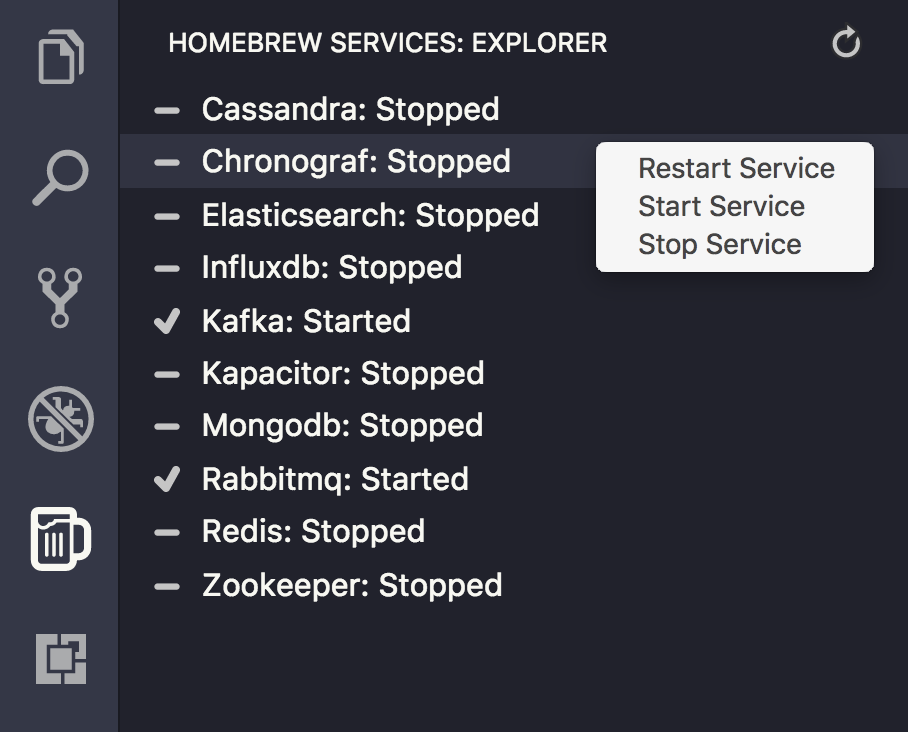 HOMEBREW SERVICES: EXPLORER
Cassandra: Stopped
Chronograf: Stopped
Restart Service
Start Service
Stop Service
Elasticsearch: Stopped
Influxdb: Stopped
Kafka: Started
Kapacitor: Stopped
Mongodb: Stopped
Rabbitmq: Started
Redis: Stopped
Zookeeper: Stopped